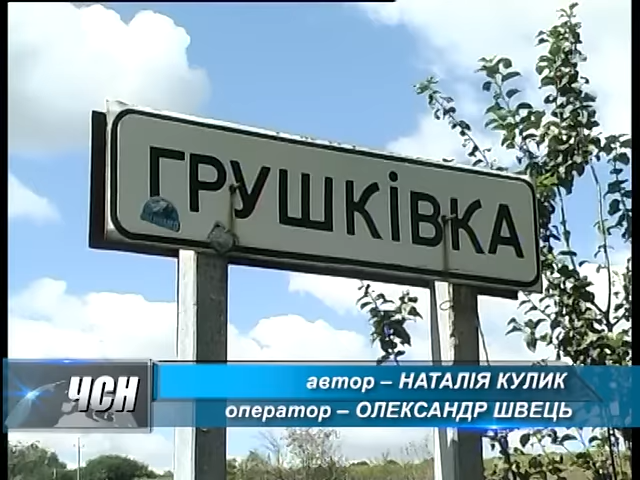 ГРУШКІВКА
автор – НАТАЛІЯ КУЛИК
ЧСН
оператор – ОЛЕКСАНДР ШВЕЦЬ